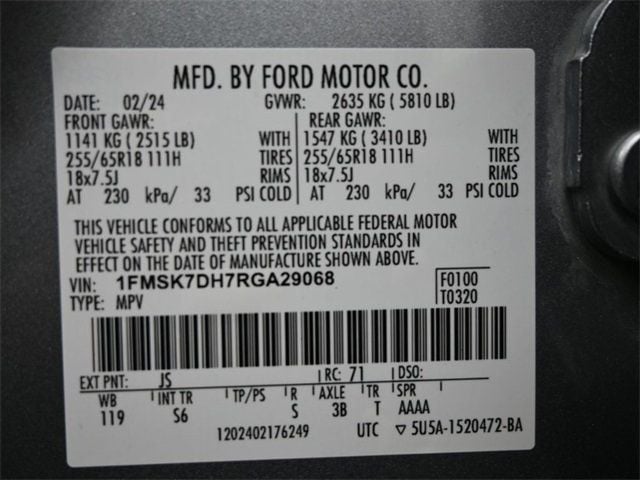 MFD. BY FORD MOTOR CO.
DATE: 02/24 GVWR: 2635 KG ( 5810 LB)
FRONT GAWR: REAR GAWR:
1141 KG ( 2515 LB) WITH 1547 KG ( 3410 LB) WITH
255/65R18 111H TIRES 255/65R18 111H TIRES
18x7.5J RIMS 18x7.5J RIMS
AT 230 kPa/ 33 PSI COLD AT 230 kPa/ 33 PSI COLD
THIS VEHICLE CONFORMS TO ALL APPLICABLE FEDERAL MOTOR
VEHICLE SAFETY AND THEFT PREVENTION STANDARDS IN
EFFECT ON THE DATE OF MANUFACTURE SHOWN ABOVE.
VIN: 1FMSK7DH7RGA29068 F0100
TYPE: MPV T0320
EXT PNT: JS RC: 71 DSO:
WB INT TR TP/PS R AXLE TR SPR
119 S6 S 3B T AAAA
1202402176249 UTC ▽ 5U5A-1520472-BA